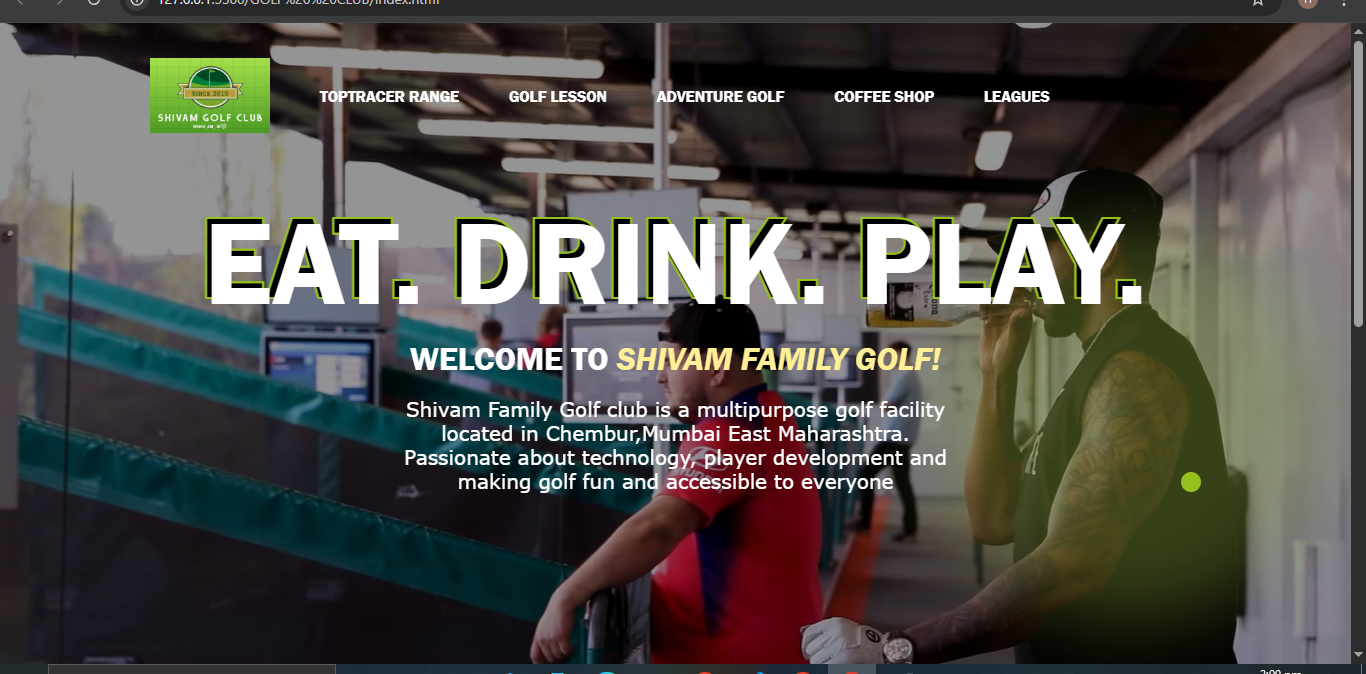 127.0.0.1:5500/GOLF%20%20CLUB/index.html
SINCE 2010
SHIVAM GOLF CLUB
TOPTRACER RANGE
GOLF LESSON
ADVENTURE GOLF
COFFEE SHOP
LEAGUES
EAT. DRINK. PLAY.
WELCOME TO SHIVAM FAMILY GOLF!
Shivam Family Golf club is a multipurpose golf facility
located in Chembur,Mumbai East Maharashtra.
Passionate about technology, player development and
making golf fun and accessible to everyone